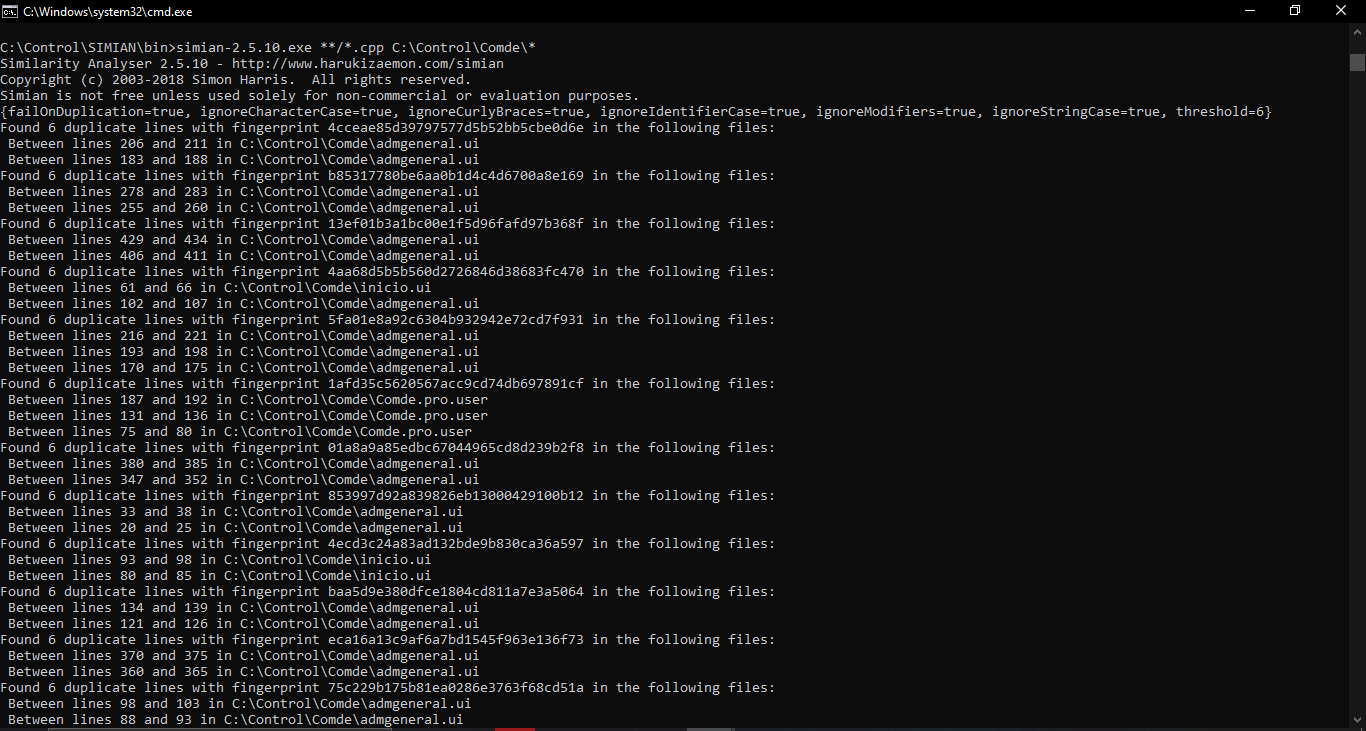 C:\Windows\system32\cmd.exe
C:\Control\SIMIAN\bin>simian-2.5.10.exe **/*.cpp C:\Control\Comde\*
Similarity Analyser 2.5.10 - http://www.harukizaemon.com/simian
Copyright (c) 2003-2018 Simon Harris.  All rights reserved.
Simian is not free unless used solely for non-commercial or evaluation purposes.
{failOnDuplication=true, ignoreCharacterCase=true, ignoreCurlyBraces=true, ignoreIdentifierCase=true, ignoreModifiers=true, ignoreStringCase=true, threshold=6}
Found 6 duplicate lines with fingerprint 4cceae85d39797577d5b52bb5cbe0d6e in the following files:
 Between lines 206 and 211 in C:\Control\Comde\admgeneral.ui
 Between lines 183 and 188 in C:\Control\Comde\admgeneral.ui
Found 6 duplicate lines with fingerprint b85317780be6aa0b1d4c4d6700a8e169 in the following files:
 Between lines 278 and 283 in C:\Control\Comde\admgeneral.ui
 Between lines 255 and 260 in C:\Control\Comde\admgeneral.ui
Found 6 duplicate lines with fingerprint 13ef01b3a1bc00e1f5d96fafd97b368f in the following files:
 Between lines 429 and 434 in C:\Control\Comde\admgeneral.ui
 Between lines 406 and 411 in C:\Control\Comde\admgeneral.ui
Found 6 duplicate lines with fingerprint 4aa68d5b5b560d2726846d38683fc470 in the following files:
 Between lines 61 and 66 in C:\Control\Comde\inicio.ui
 Between lines 102 and 107 in C:\Control\Comde\admgeneral.ui
Found 6 duplicate lines with fingerprint 5fa01e8a92c6304b932942e72cd7f931 in the following files:
 Between lines 216 and 221 in C:\Control\Comde\admgeneral.ui
 Between lines 193 and 198 in C:\Control\Comde\admgeneral.ui
 Between lines 170 and 175 in C:\Control\Comde\admgeneral.ui
Found 6 duplicate lines with fingerprint 1afd35c5620567acc9cd74db697891cf in the following files:
 Between lines 187 and 192 in C:\Control\Comde\Comde.pro.user
 Between lines 131 and 136 in C:\Control\Comde\Comde.pro.user
 Between lines 75 and 80 in C:\Control\Comde\Comde.pro.user
Found 6 duplicate lines with fingerprint 01a8a9a85edbc67044965cd8d239b2f8 in the following files:
 Between lines 380 and 385 in C:\Control\Comde\admgeneral.ui
 Between lines 347 and 352 in C:\Control\Comde\admgeneral.ui
Found 6 duplicate lines with fingerprint 853997d92a839826eb13000429100b12 in the following files:
 Between lines 33 and 38 in C:\Control\Comde\admgeneral.ui
 Between lines 20 and 25 in C:\Control\Comde\admgeneral.ui
Found 6 duplicate lines with fingerprint 4ecd3c24a83ad132bde9b830ca36a597 in the following files:
 Between lines 93 and 98 in C:\Control\Comde\inicio.ui
 Between lines 80 and 85 in C:\Control\Comde\inicio.ui
Found 6 duplicate lines with fingerprint baa5d9e380dfce1804cd811a7e3a5064 in the following files:
 Between lines 134 and 139 in C:\Control\Comde\admgeneral.ui
 Between lines 121 and 126 in C:\Control\Comde\admgeneral.ui
Found 6 duplicate lines with fingerprint eca16a13c9af6a7bd1545f963e136f73 in the following files:
 Between lines 370 and 375 in C:\Control\Comde\admgeneral.ui
 Between lines 360 and 365 in C:\Control\Comde\admgeneral.ui
Found 6 duplicate lines with fingerprint 75c229b175b81ea0286e3763f68cd51a in the following files:
 Between lines 98 and 103 in C:\Control\Comde\admgeneral.ui
 Between lines 88 and 93 in C:\Control\Comde\admgeneral.ui